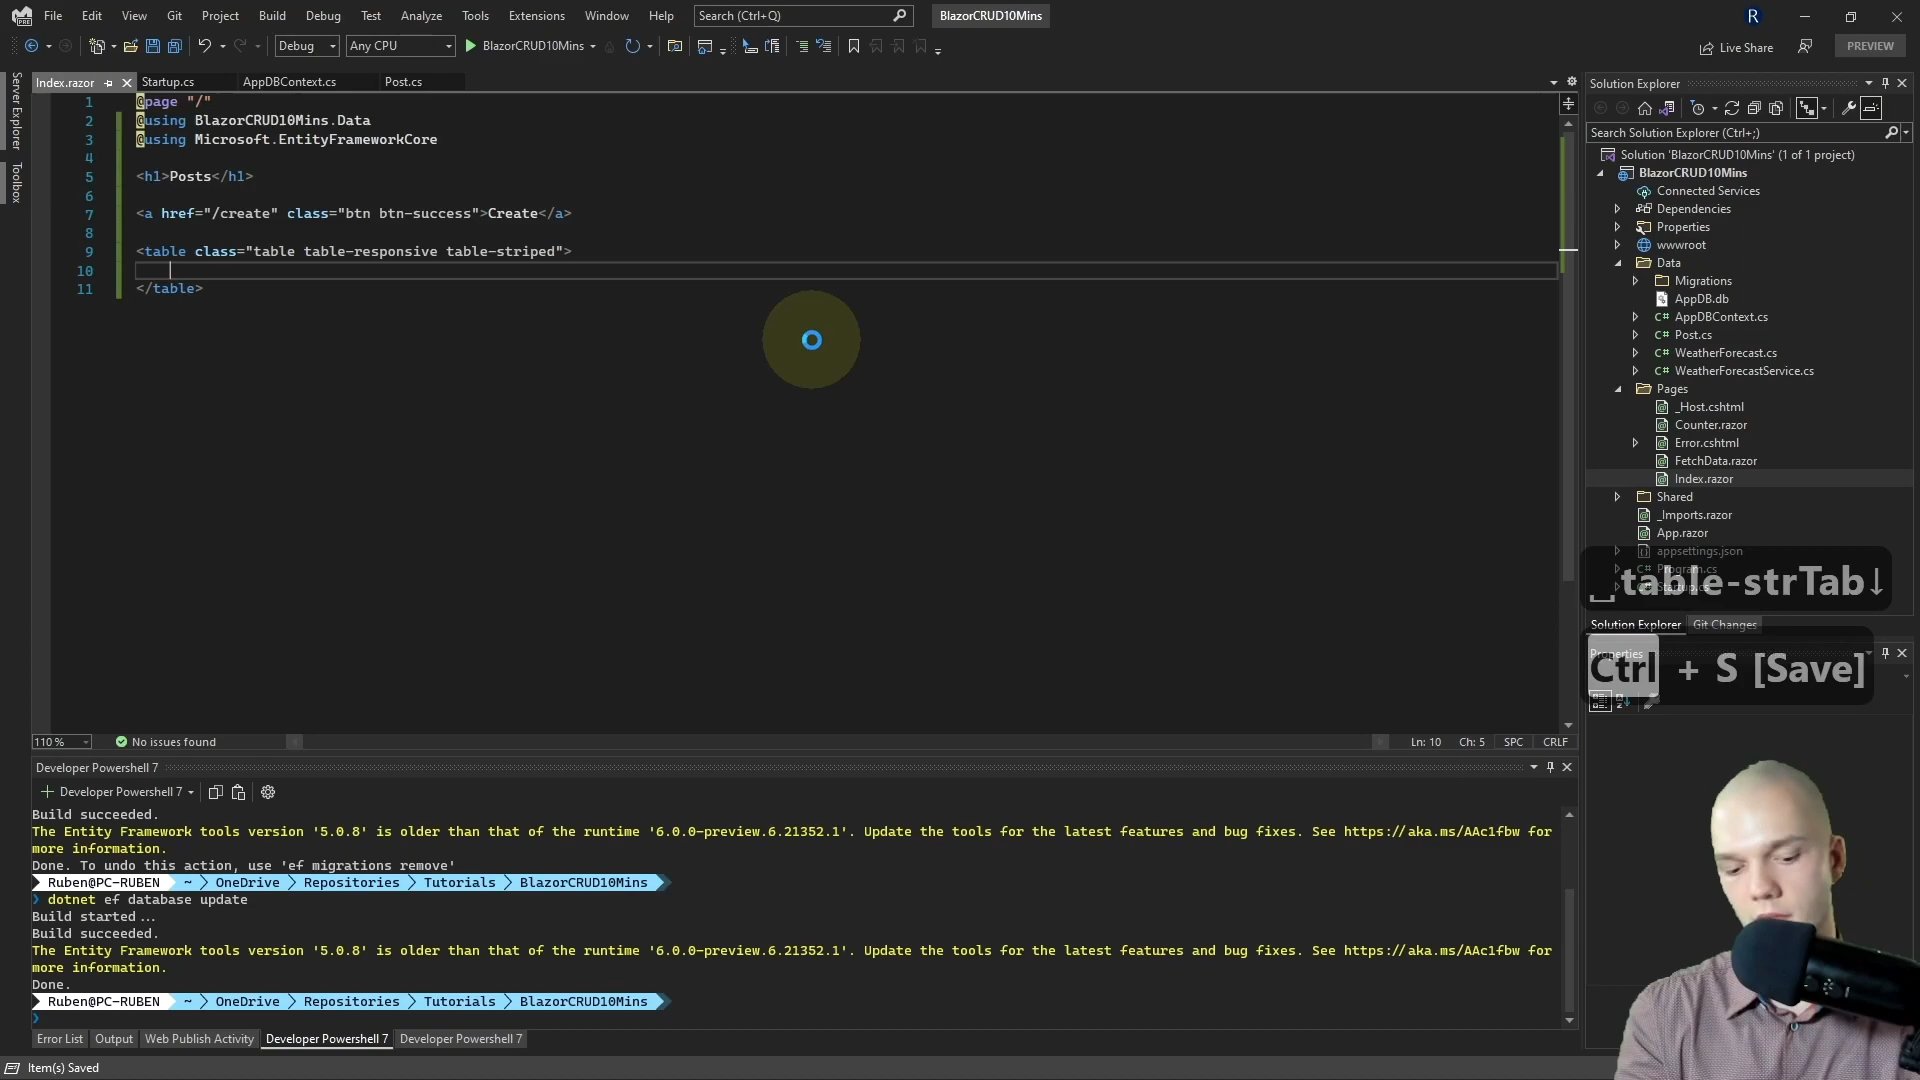 File Edit View Git Project Build Debug Test Analyze Tools Extensions Window Help Search (Ctrl+Q) BlazorCRUD10Mins R
Debug Any CPU BlazorCRUD10Mins Live Share PREVIEW
Server Explorer
Toolbox
Index.razor Startup.cs AppDBContext.cs Post.cs
1 @page "/"
2 @using BlazorCRUD10Mins.Data
3 @using Microsoft.EntityFrameworkCore
4
5 <h1>Posts</h1>
6
7 <a href="/create" class="btn btn-success">Create</a>
8
9 <table class="table table-responsive table-striped">
10
11 </table>
110 % No issues found Ln: 10 Ch: 5 SPC CRLF
Solution Explorer
Search Solution Explorer (Ctrl+;)
Solution 'BlazorCRUD10Mins' (1 of 1 project)
BlazorCRUD10Mins
Connected Services
Dependencies
Properties
wwwroot
Data
Migrations
AppDB.db
AppDBContext.cs
Post.cs
WeatherForecast.cs
WeatherForecastService.cs
Pages
_Host.cshtml
Counter.razor
Error.cshtml
FetchData.razor
Index.razor
Shared
_Imports.razor
App.razor
appsettings.json
Program.cs
Startup.cs
␣table-strTab↓
Solution Explorer Git Changes
Properties
Ctrl + S [Save]
Developer Powershell 7
Developer Powershell 7
Build succeeded.
The Entity Framework tools version '5.0.8' is older than that of the runtime '6.0.0-preview.6.21352.1'. Update the tools for the latest features and bug fixes. See https://aka.ms/AAc1fbw for
more information.
Done. To undo this action, use 'ef migrations remove'
Ruben@PC-RUBEN ~ OneDrive Repositories Tutorials BlazorCRUD10Mins
❯ dotnet ef database update
Build started...
Build succeeded.
The Entity Framework tools version '5.0.8' is older than that of the runtime '6.0.0-preview.6.21352.1'. Update the tools for the latest features and bug fixes. See https://aka.ms/AAc1fbw for
more information.
Done.
Ruben@PC-RUBEN ~ OneDrive Repositories Tutorials BlazorCRUD10Mins
❯
Error List Output Web Publish Activity Developer Powershell 7 Developer Powershell 7
Item(s) Saved